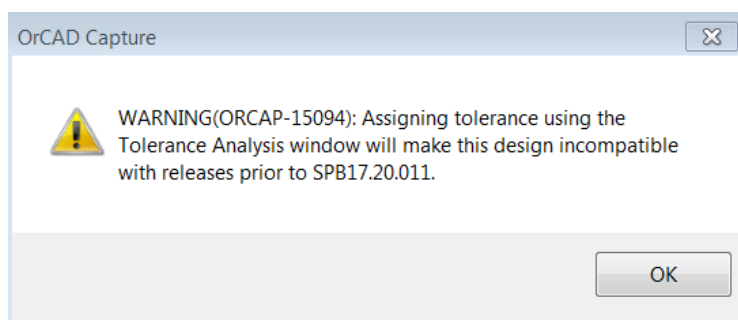 OrCAD Capture
WARNING(ORCAP-15094): Assigning tolerance using the
Tolerance Analysis window will make this design incompatible
with releases prior to SPB17.20.011.
OK